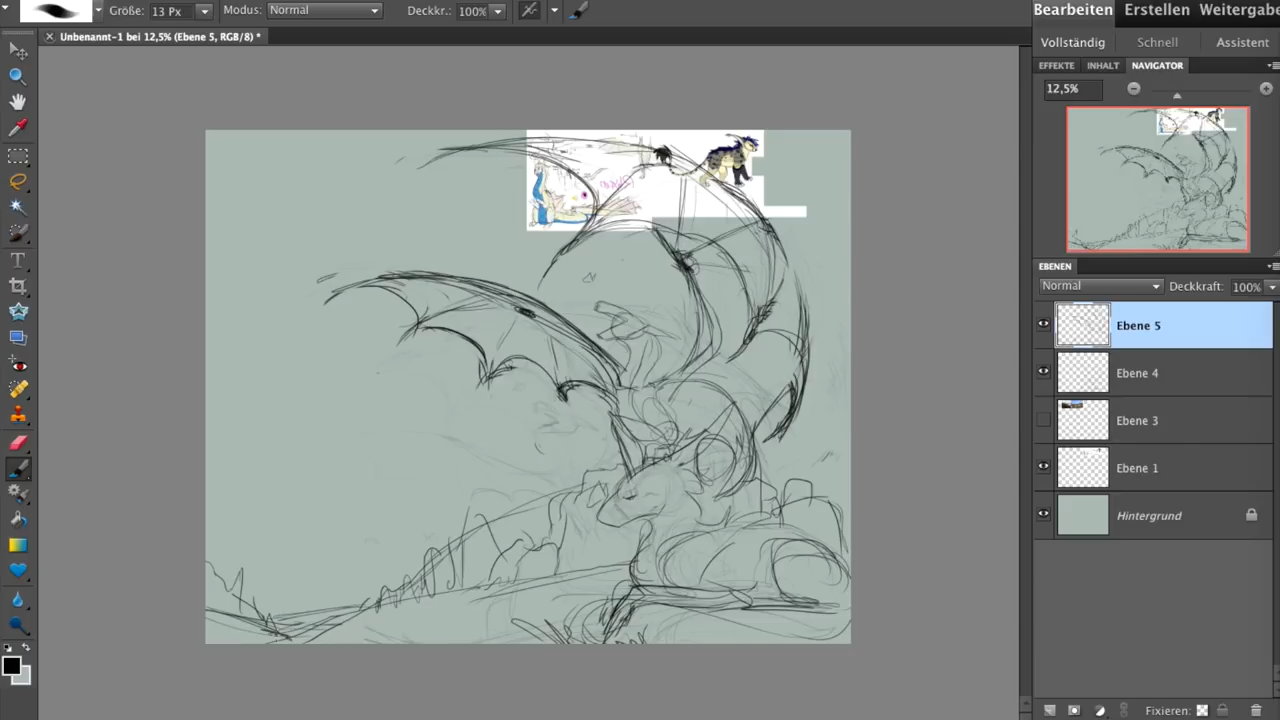 Größe: 13 Px Modus: Normal Deckkr.: 100%
Bearbeiten Erstellen Weitergabe
Unbenannt-1 bei 12,5% (Ebene 5, RGB/8) *
Vollständig Schnell Assistent
EFFEKTE INHALT NAVIGATOR
12,5%
EBENEN
Normal Deckkraft: 100%
Ebene 5
Ebene 4
Ebene 3
Ebene 1
Hintergrund
Fixieren: